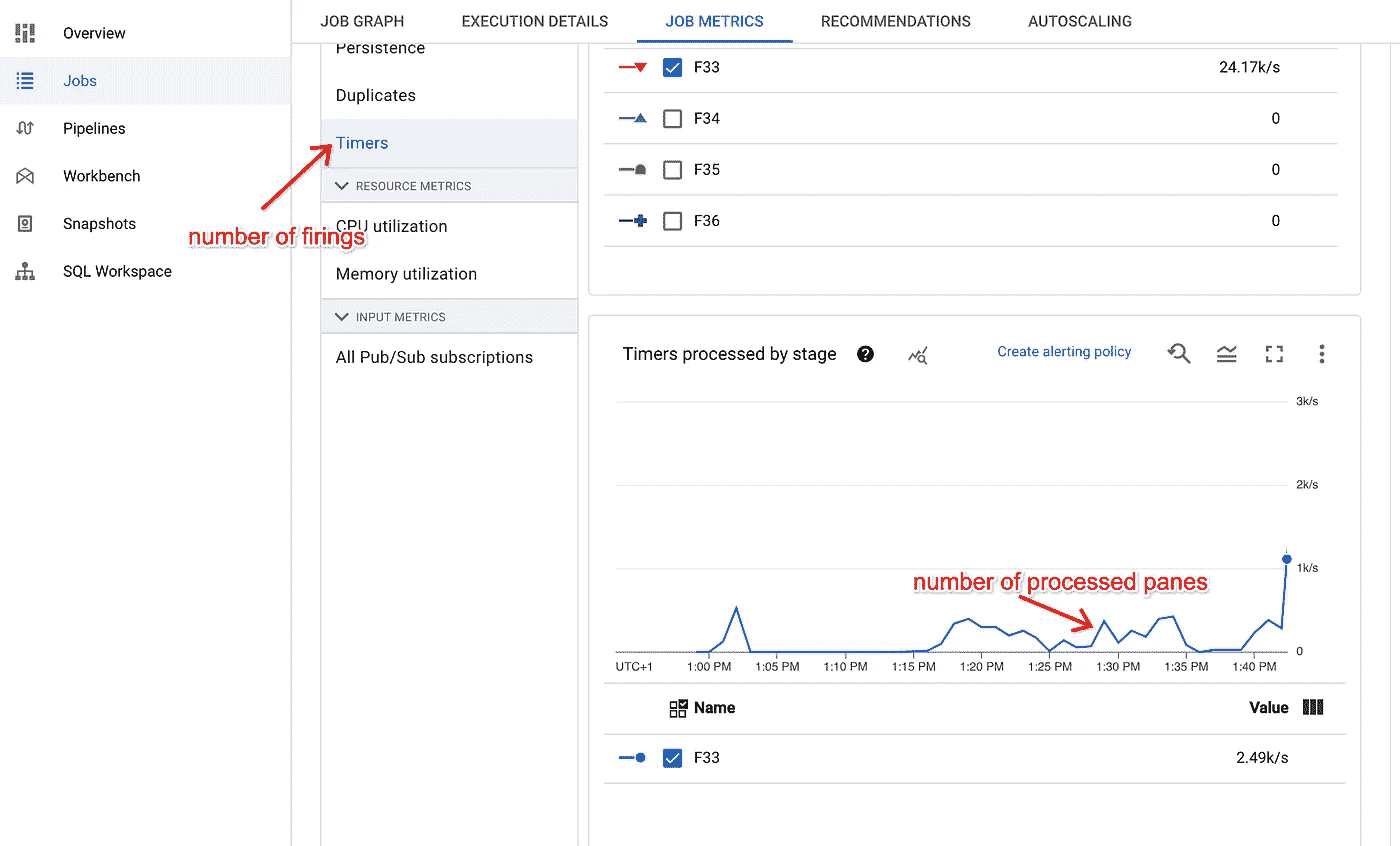 JOB GRAPH EXECUTION DETAILS JOB METRICS RECOMMENDATIONS AUTOSCALING
Overview
Jobs
Pipelines
Workbench
Snapshots
SQL Workspace
Persistence
Duplicates
Timers
number of firings
RESOURCE METRICS
CPU utilization
Memory utilization
INPUT METRICS
All Pub/Sub subscriptions
F33 24.17k/s
F34 0
F35 0
F36 0
Timers processed by stage Create alerting policy
3k/s
2k/s
1k/s
number of processed panes
0
UTC+1 1:00 PM 1:05 PM 1:10 PM 1:15 PM 1:20 PM 1:25 PM 1:30 PM 1:35 PM 1:40 PM
Name Value
F33 2.49k/s